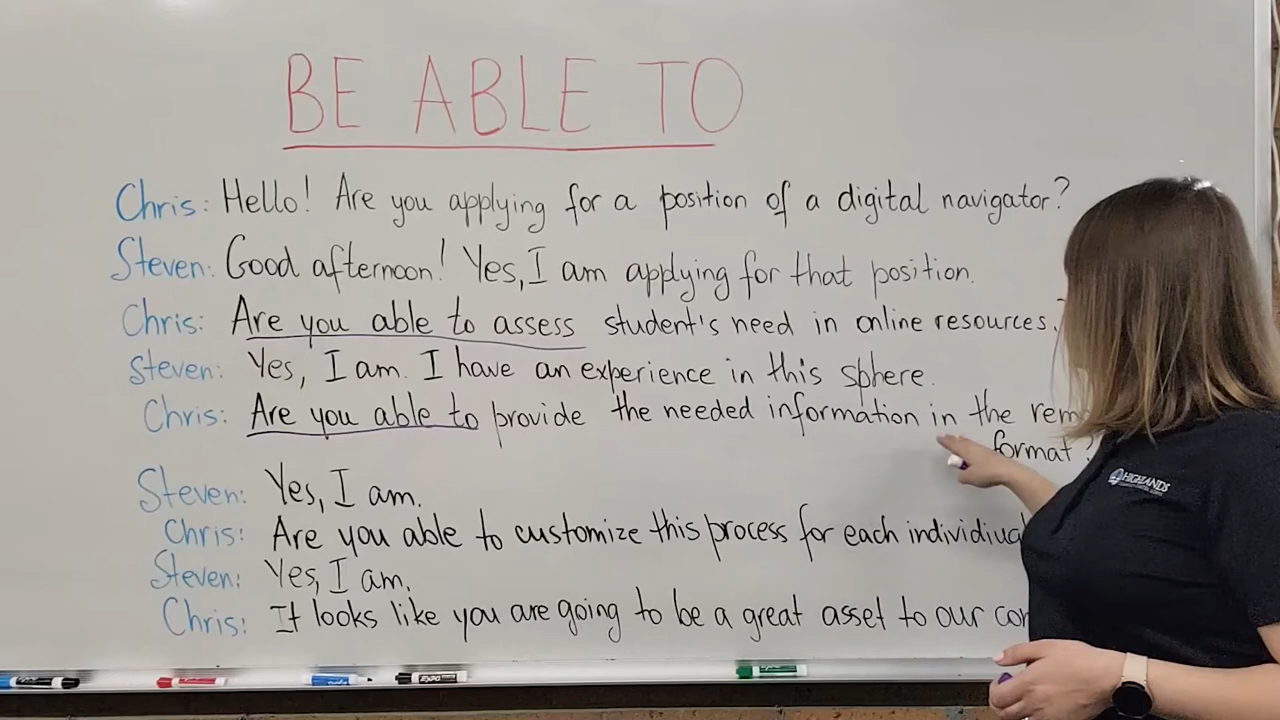 BE ABLE TO
Chris: Hello! Are you applying for a position of a digital navigator?
Steven: Good afternoon! Yes, I am applying for that position.
Chris: Are you able to assess student's need in online resources.
Steven: Yes, I am. I have an experience in this sphere.
Chris: Are you able to provide the needed information in the
format?
HIGHLANDS
Steven: Yes, I am.
Chris: Are you able to customize this process for each
Steven: Yes, I am.
Chris: It looks like you are going to be a great asset to our
EXPO